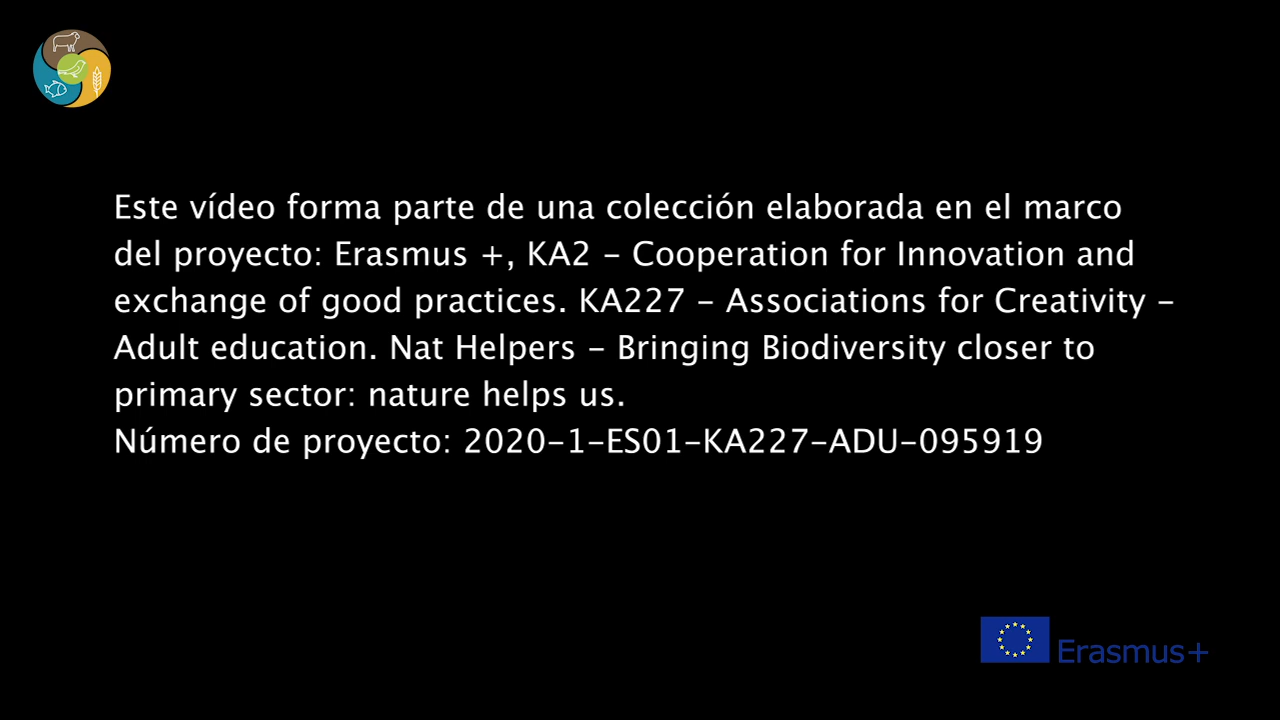 Este vídeo forma parte de una colección elaborada en el marco
del proyecto: Erasmus +, KA2 – Cooperation for Innovation and
exchange of good practices. KA227 – Associations for Creativity –
Adult education. Nat Helpers – Bringing Biodiversity closer to
primary sector: nature helps us.
Número de proyecto: 2020-1-ES01-KA227-ADU-095919
Erasmus+